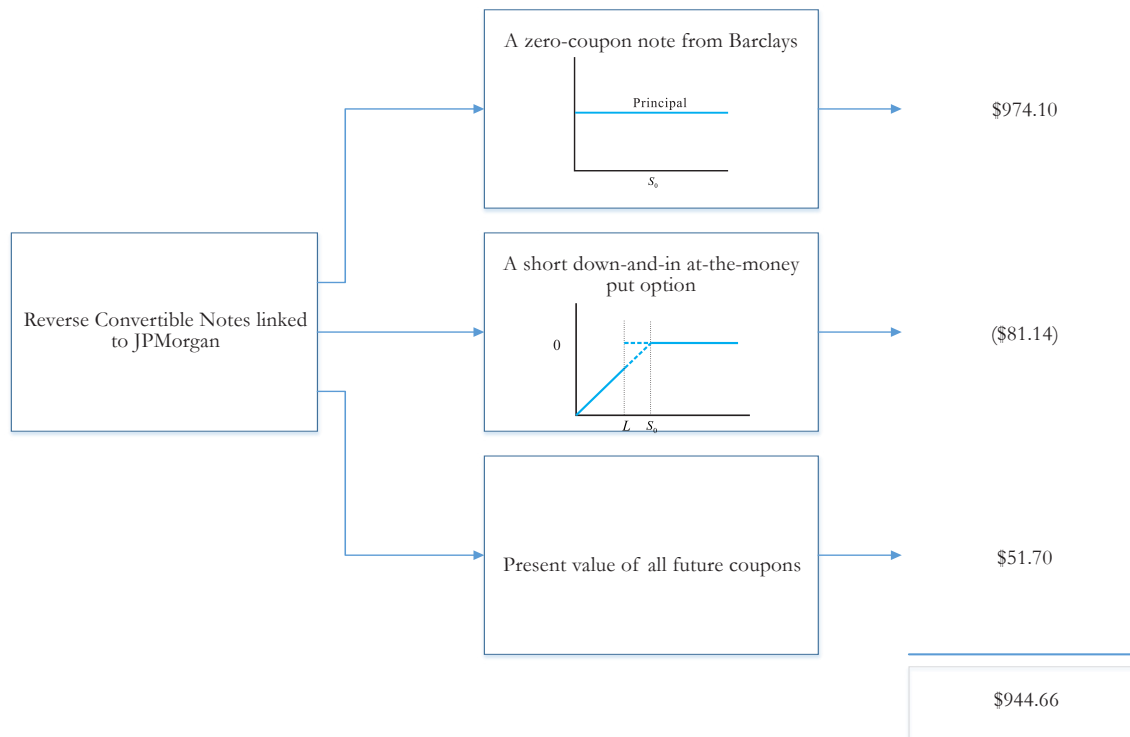 A zero-coupon note from Barclays
Principal
S₀
$974.10
Reverse Convertible Notes linked
to JPMorgan
A short down-and-in at-the-money
put option
0
L
S₀
($81.14)
Present value of all future coupons
$51.70
$944.66